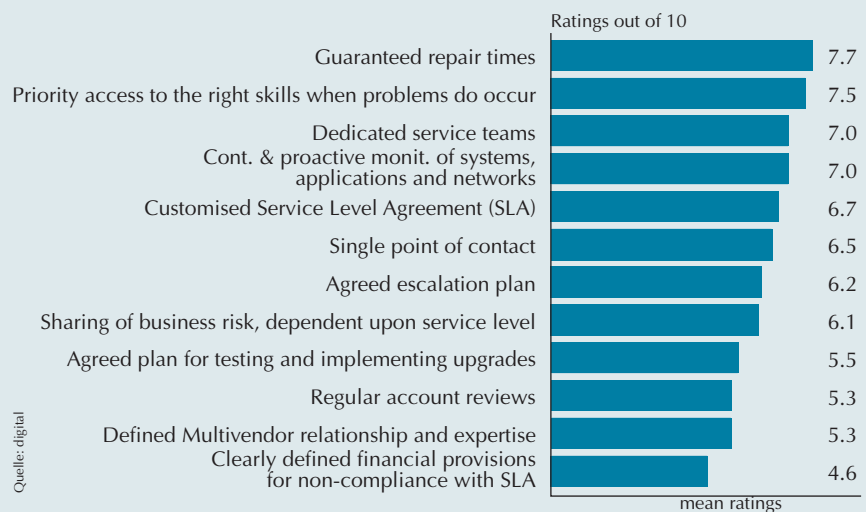 Ratings out of 10
Guaranteed repair times 7.7
Priority access to the right skills when problems do occur 7.5
Dedicated service teams 7.0
Cont. & proactive monit. of systems,
applications and networks 7.0
Customised Service Level Agreement (SLA) 6.7
Single point of contact 6.5
Agreed escalation plan 6.2
Sharing of business risk, dependent upon service level 6.1
Agreed plan for testing and implementing upgrades 5.5
Regular account reviews 5.3
Defined Multivendor relationship and expertise 5.3
Clearly defined financial provisions
for non-compliance with SLA 4.6
mean ratings
Quelle: digital